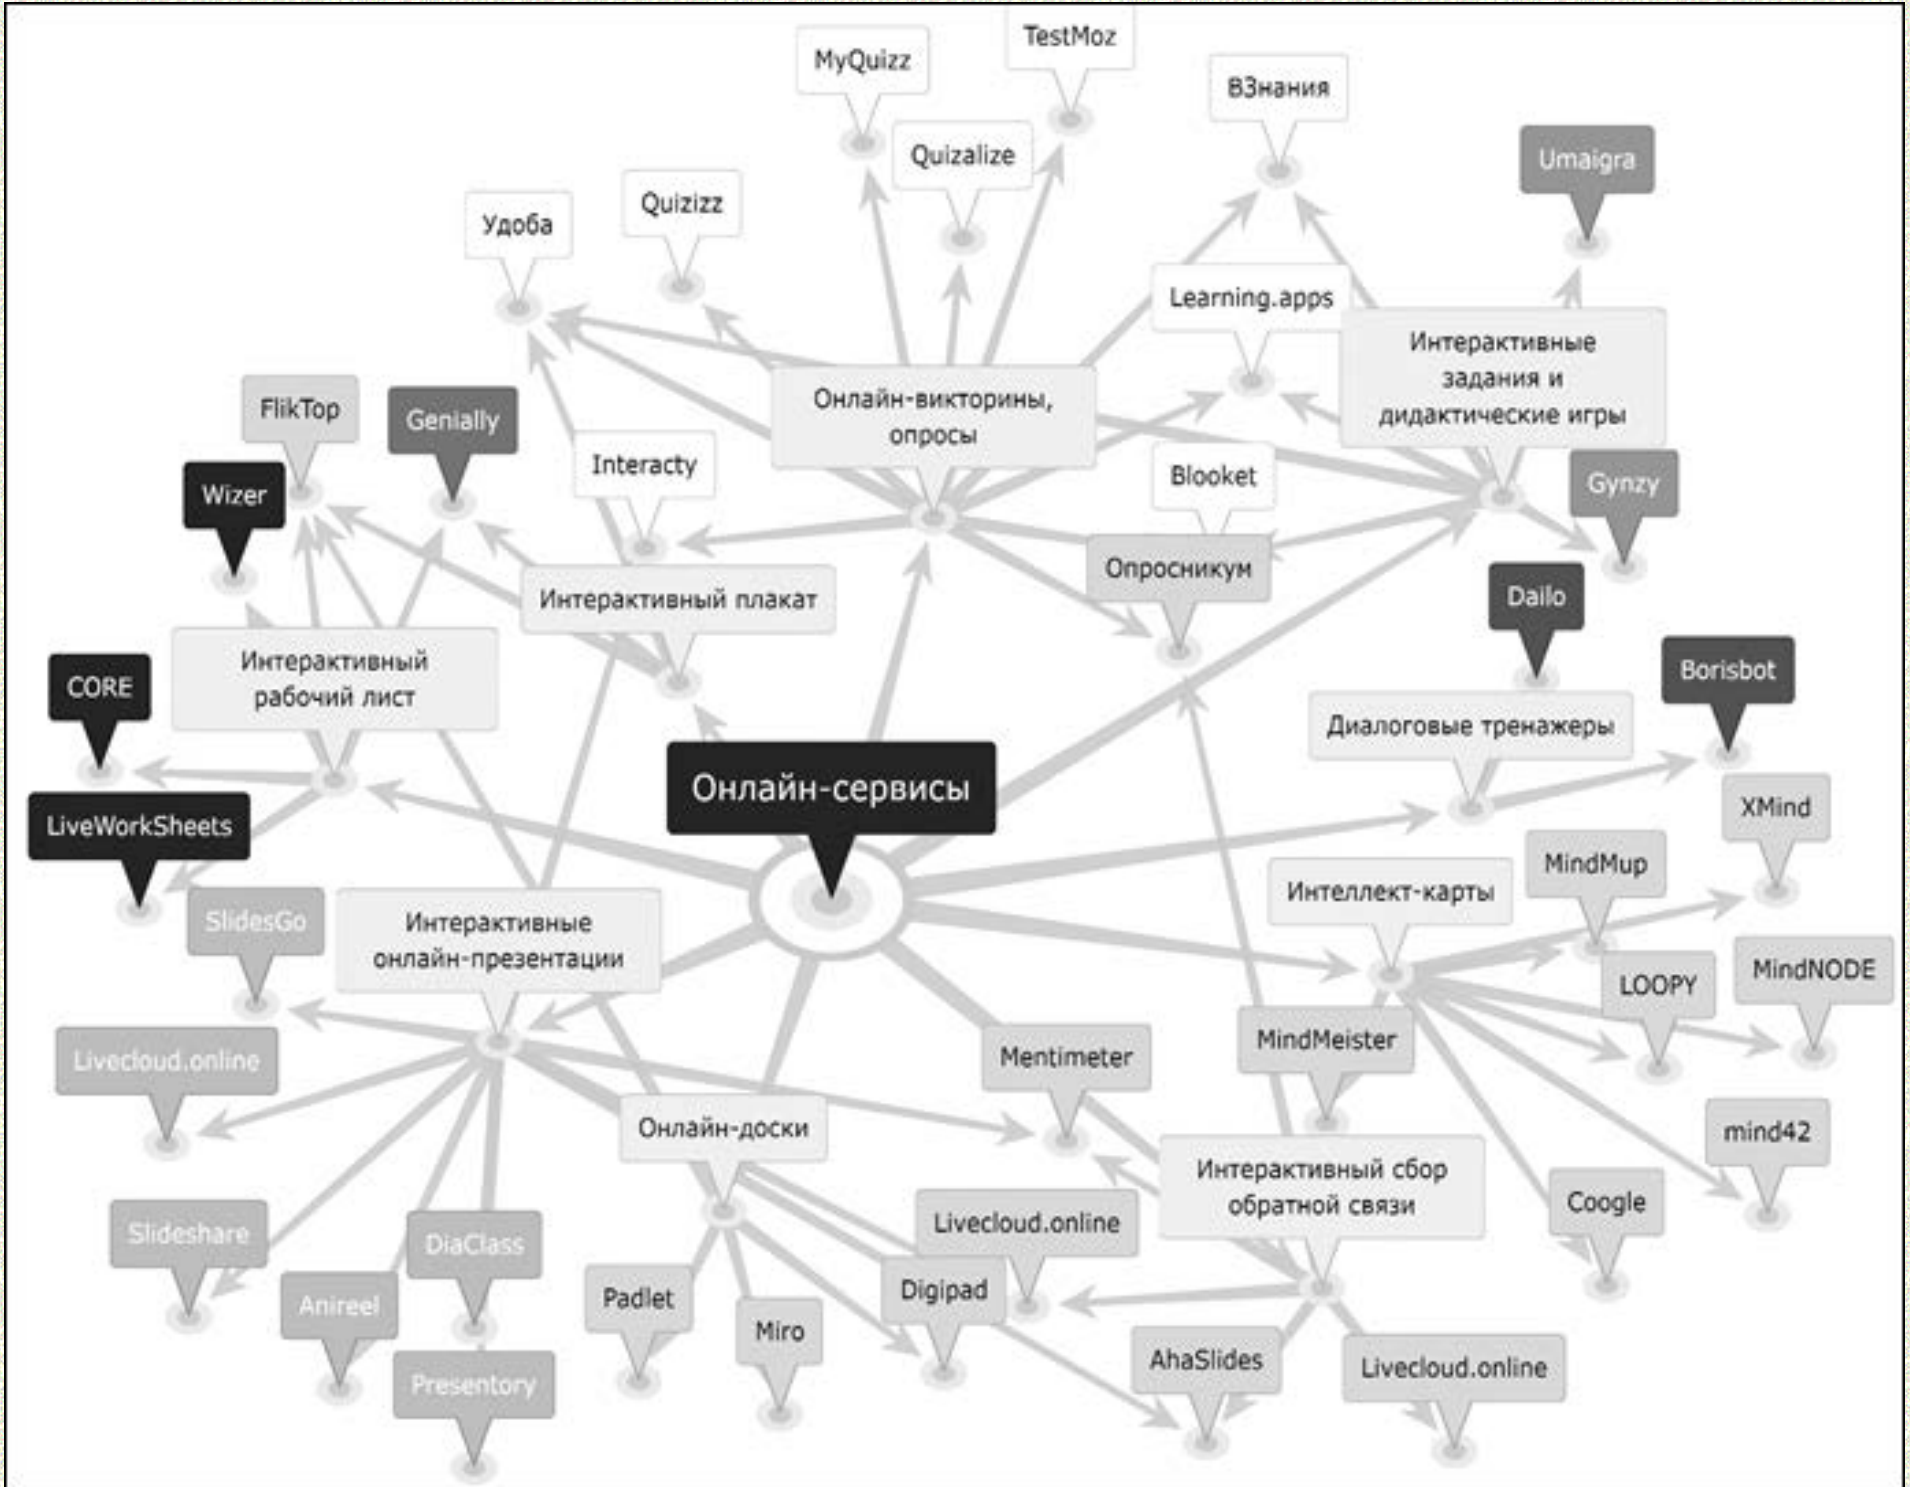 TestMoz
MyQuizz
ВЗнания
Quizalize
Umaigra
Quizizz
Удоба
Learning.apps
Интерактивные
задания и
дидактические игры
Онлайн-викторины,
опросы
FlikTop
Genially
Interacty
Blooket
Gynzy
Wizer
Опросникум
Dailo
Интерактивный плакат
Интерактивный
рабочий лист
Borisbot
CORE
Диалоговые тренажеры
Онлайн-сервисы
XMind
LiveWorkSheets
MindMup
Интеллект-карты
SlidesGo
Интерактивные
онлайн-презентации
MindNODE
LOOPY
MindMeister
Mentimeter
Livecloud.online
Онлайн-доски
mind42
Интерактивный сбор
обратной связи
Coogle
Livecloud.online
Slideshare
DiaClass
Digipad
Padlet
Anireel
Miro
AhaSlides
Livecloud.online
Presentory